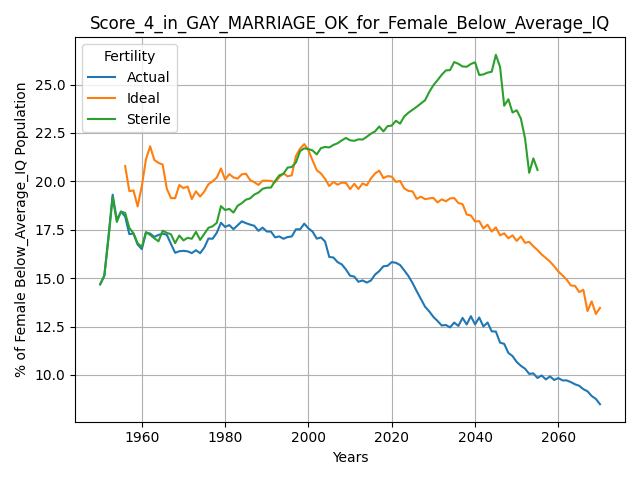 Score_4_in_GAY_MARRIAGE_OK_for_Female_Below_Average_IQ
% of Female Below_Average_IQ Population
Fertility
Actual
Ideal
Sterile
25.0
22.5
20.0
17.5
15.0
12.5
10.0
1960 1980 2000 2020 2040 2060
Years